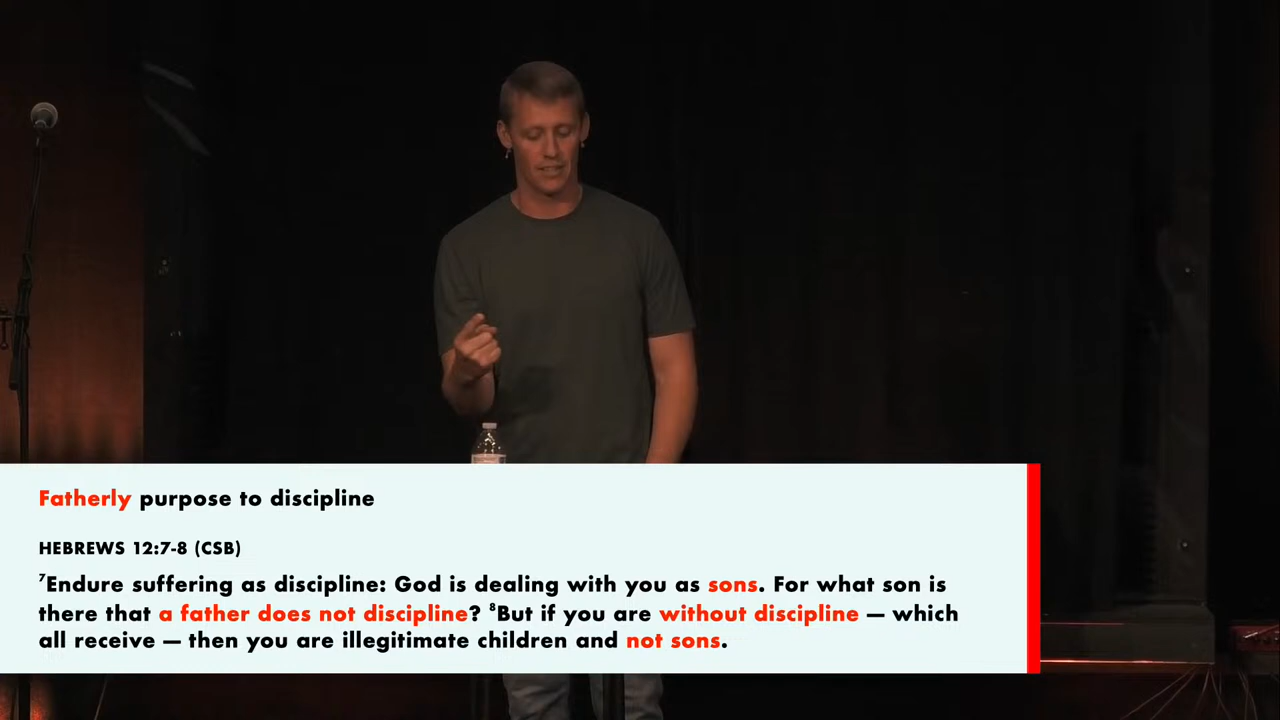 Fatherly purpose to discipline
HEBREWS 12:7-8 (CSB)
⁷Endure suffering as discipline: God is dealing with you as sons. For what son is
there that a father does not discipline? ⁸But if you are without discipline — which
all receive — then you are illegitimate children and not sons.